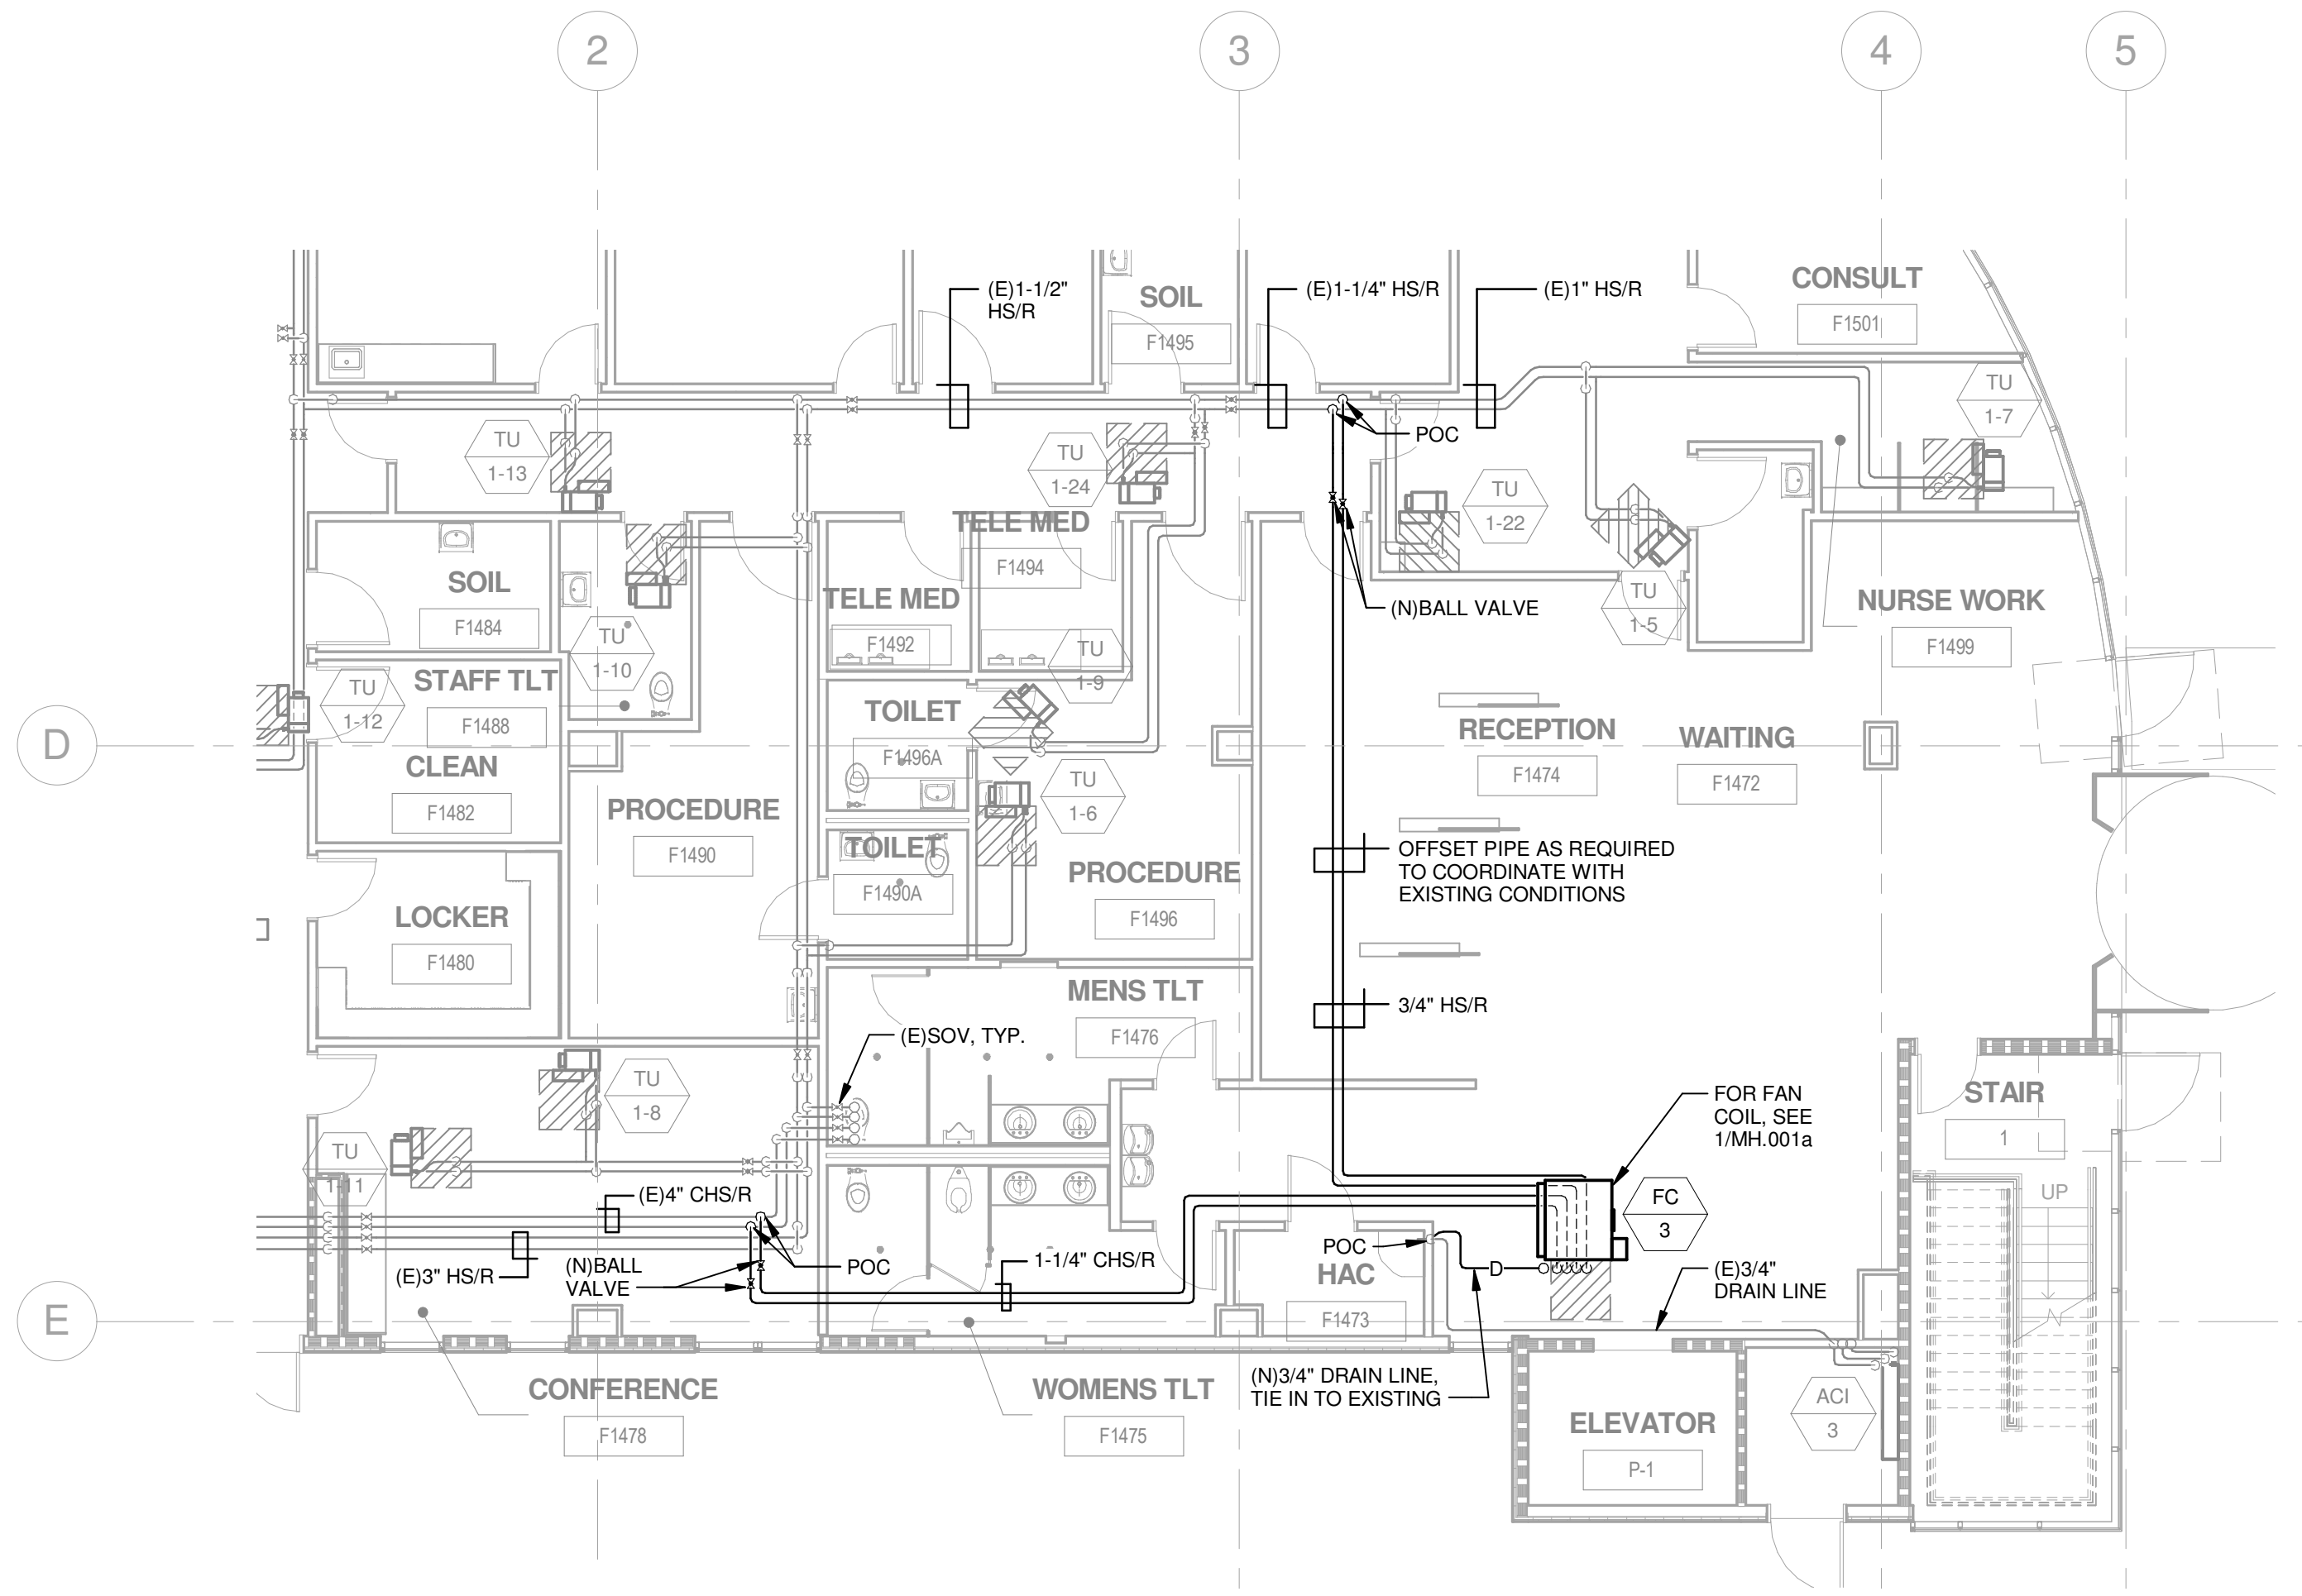 2
3
4
5
(E)1-1/2"
HS/R
SOIL
F1495
(E)1-1/4" HS/R
(E)1" HS/R
CONSULT
F1501
TU
1-7
TU
1-13
TU
1-24
POC
TU
1-22
TELE MED
F1494
SOIL
F1484
TELE MED
F1492
(N)BALL VALVE
TU
1-5
NURSE WORK
F1499
TU
1-10
TU
1-9
TU
1-12
STAFF TLT
F1488
TOILET
F1496A
RECEPTION
F1474
WAITING
F1472
D
CLEAN
F1482
TU
1-6
PROCEDURE
F1490
TOILET
F1490A
PROCEDURE
F1496
OFFSET PIPE AS REQUIRED
TO COORDINATE WITH
EXISTING CONDITIONS
LOCKER
F1480
MENS TLT
F1476
3/4" HS/R
(E)SOV, TYP.
TU
1-8
FOR FAN
COIL, SEE
1/MH.001a
STAIR
1
TU
1-11
(E)4" CHS/R
FC
3
UP
(E)3" HS/R
(N)BALL
VALVE
POC
1-1/4" CHS/R
POC
HAC
F1473
D
(E)3/4"
DRAIN LINE
E
CONFERENCE
F1478
WOMENS TLT
F1475
(N)3/4" DRAIN LINE,
TIE IN TO EXISTING
ELEVATOR
P-1
ACI
3